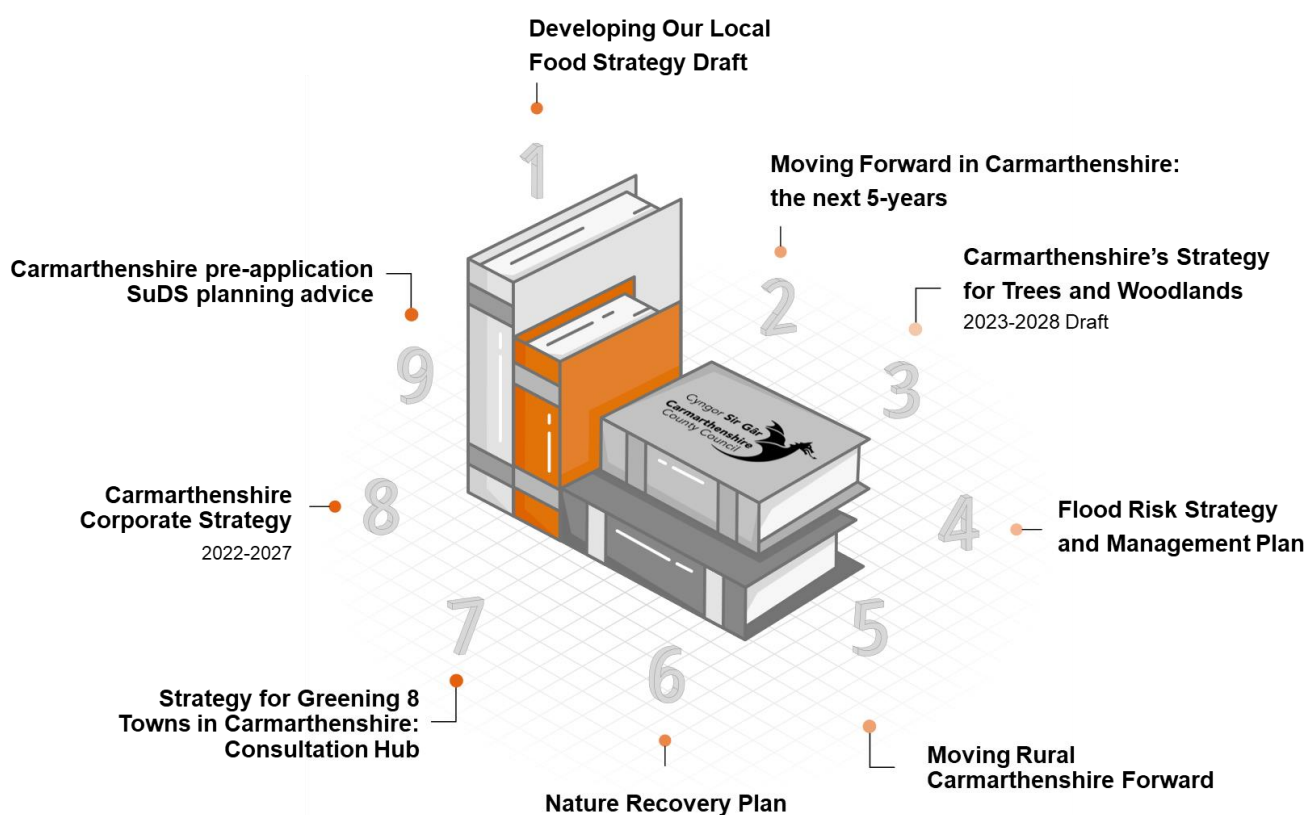 Developing Our Local
Food Strategy Draft
1
Moving Forward in Carmarthenshire:
the next 5-years
2
Carmarthenshire’s Strategy
for Trees and Woodlands
2023-2028 Draft
3
Flood Risk Strategy
and Management Plan
4
Moving Rural
Carmarthenshire Forward
5
Nature Recovery Plan
6
Strategy for Greening 8
Towns in Carmarthenshire:
Consultation Hub
7
Carmarthenshire
Corporate Strategy
2022-2027
8
Carmarthenshire pre-application
SuDS planning advice
9
Cyngor Sir Gâr
Carmarthenshire
County Council